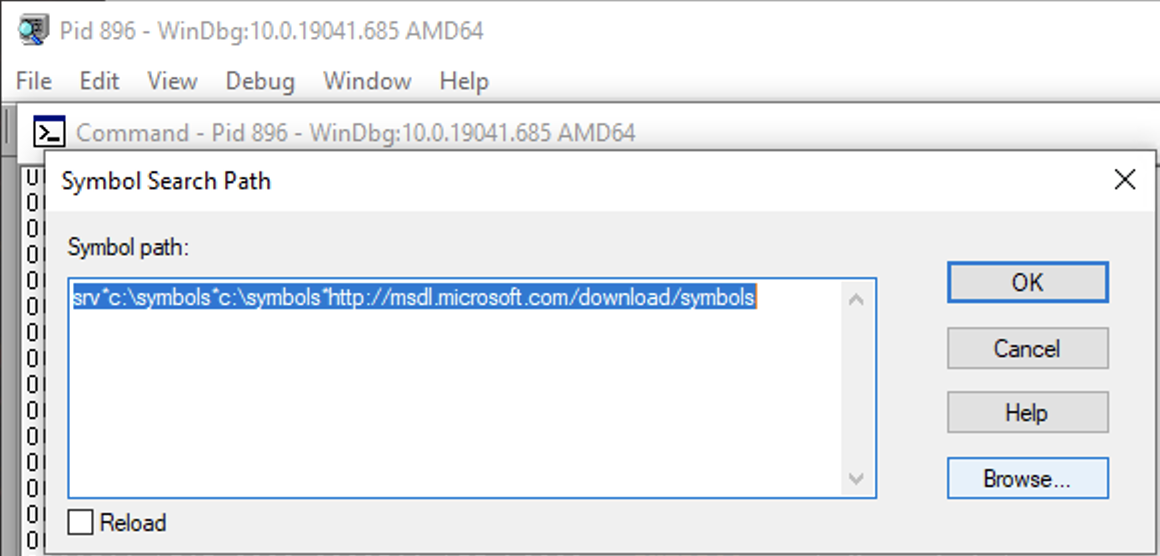 Pid 896 - WinDbg:10.0.19041.685 AMD64
File Edit View Debug Window Help
Command - Pid 896 - WinDbg:10.0.19041.685 AMD64
Symbol Search Path
Symbol path:
srv*c:\symbols*c:\symbols*http://msdl.microsoft.com/download/symbols
OK
Cancel
Help
Browse...
Reload